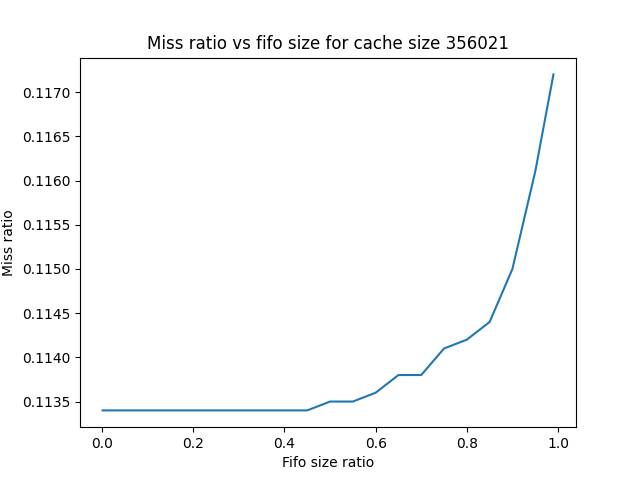 Miss ratio vs fifo size for cache size 356021
0.1170
0.1165
0.1160
0.1155
0.1150
0.1145
0.1140
0.1135
Miss ratio
0.0 0.2 0.4 0.6 0.8 1.0
Fifo size ratio